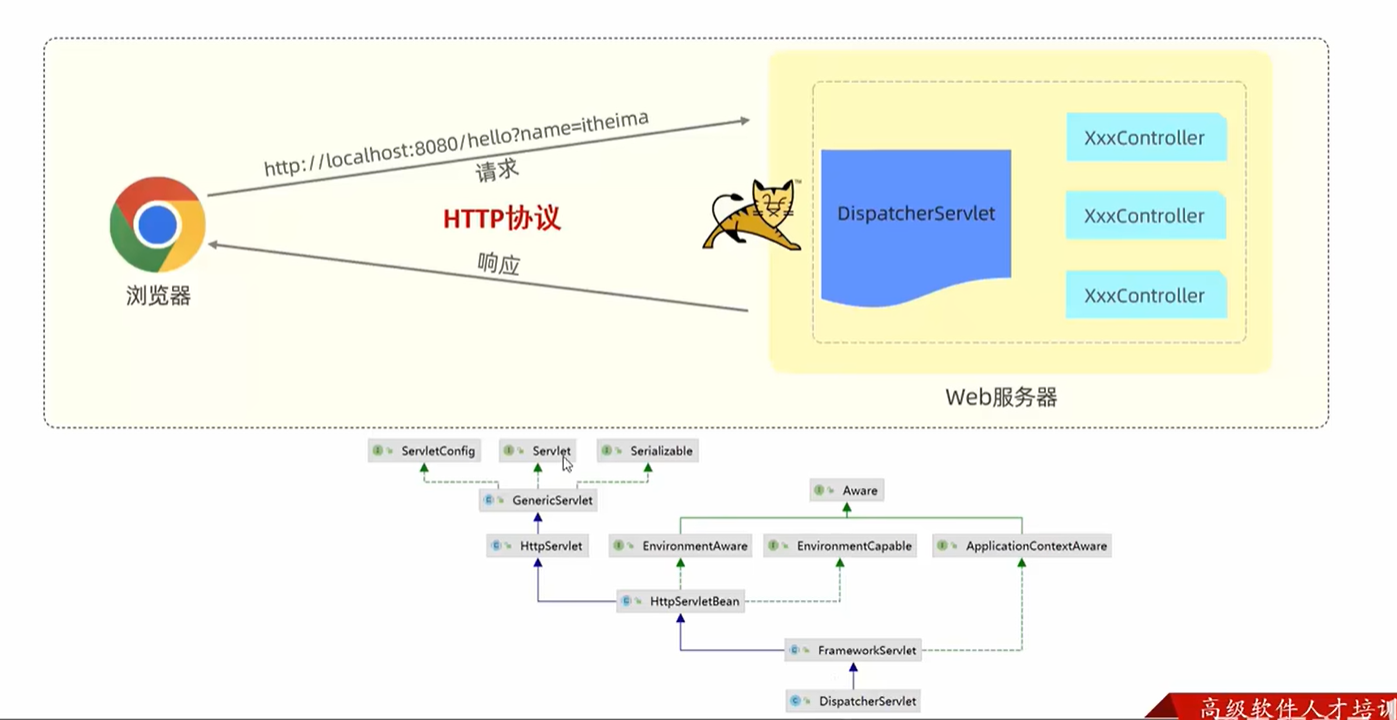 http://localhost:8080/hello?name=itheima
请求
HTTP协议
响应
浏览器
DispatcherServlet
XxxController
XxxController
XxxController
Web服务器
ServletConfig
Servlet
Serializable
GenericServlet
Aware
HttpServlet
EnvironmentAware
EnvironmentCapable
ApplicationContextAware
HttpServletBean
FrameworkServlet
DispatcherServlet
高级软件人才培训